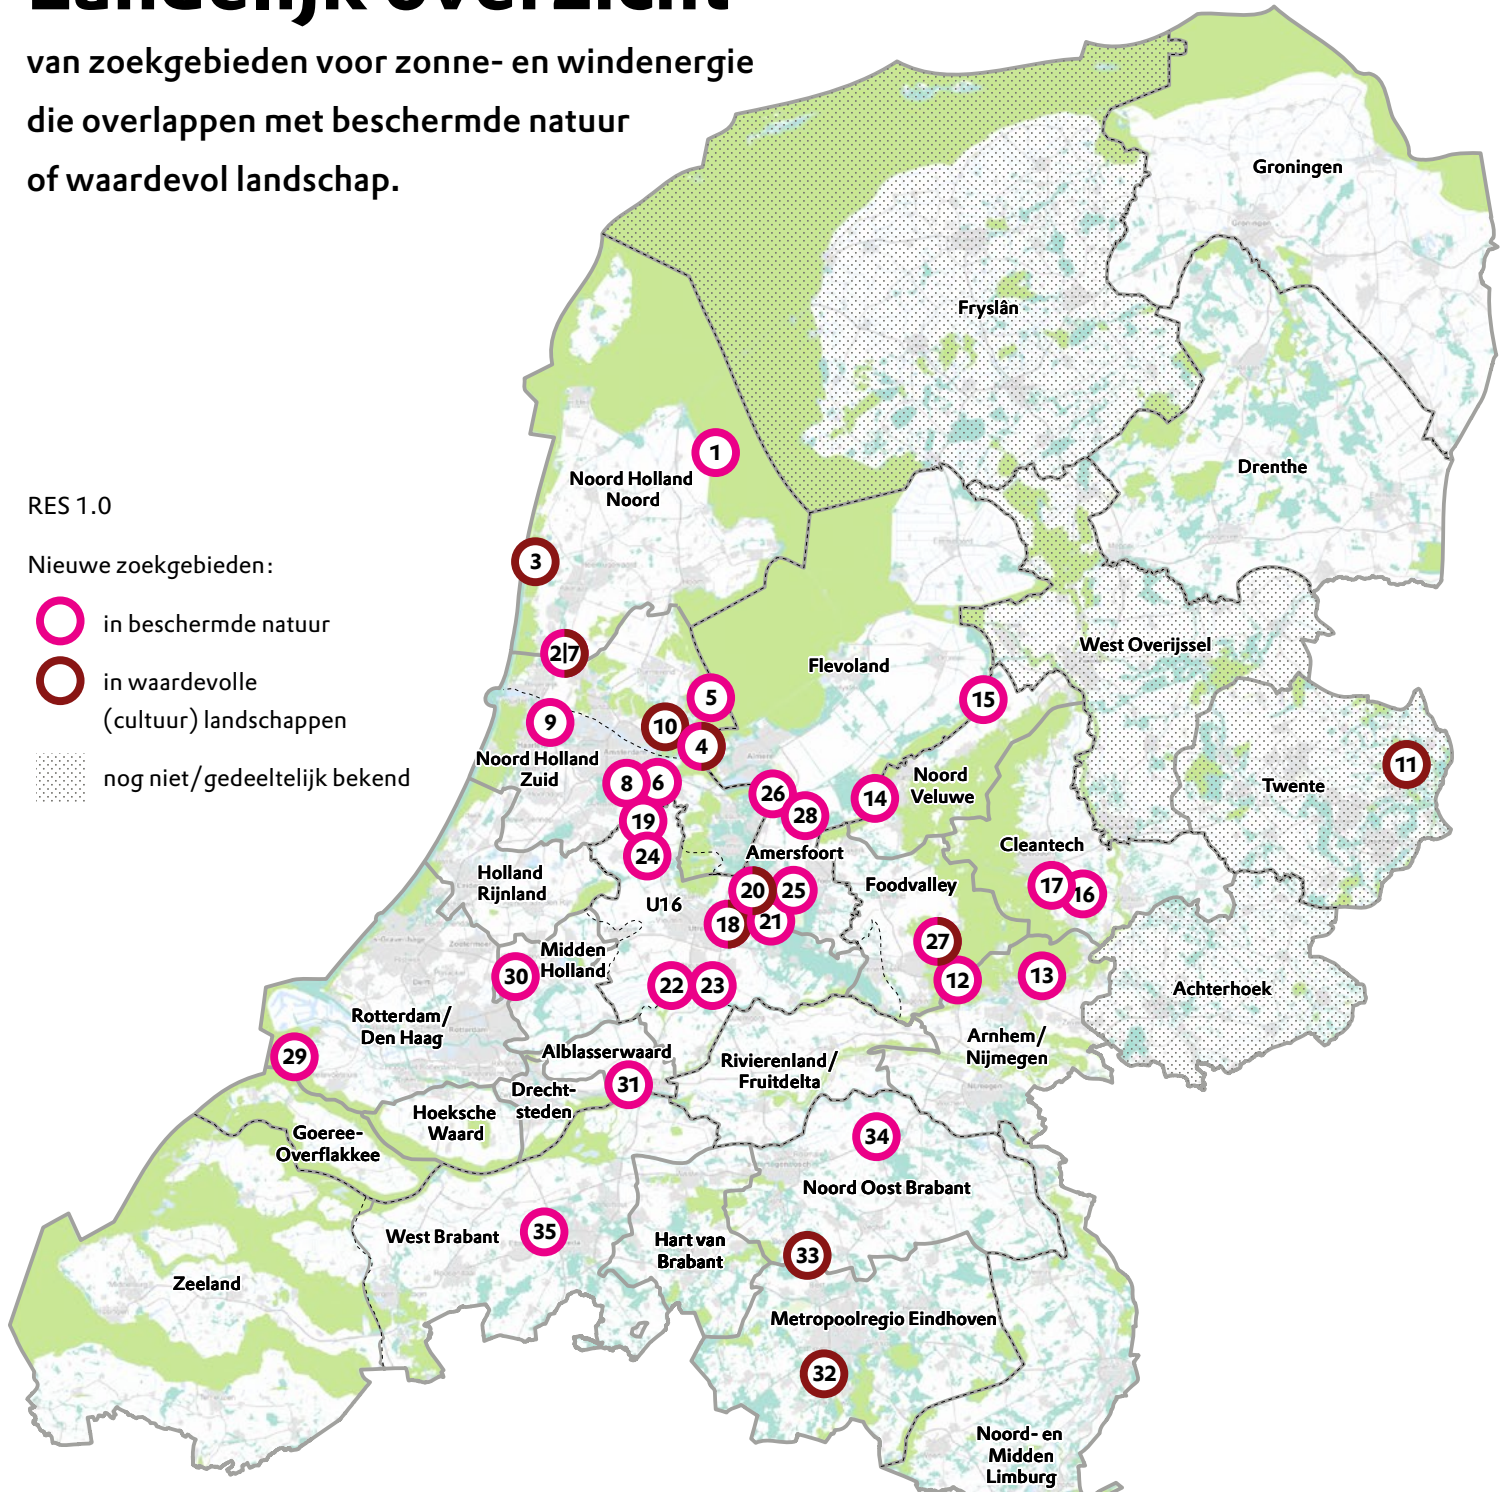 Landelijk overzicht
van zoekgebieden voor zonne- en windenergie
die overlappen met beschermde natuur
of waardevol landschap.
RES 1.0
Nieuwe zoekgebieden:
in beschermde natuur
in waardevolle
(cultuur) landschappen
nog niet/gedeeltelijk bekend
Groningen
Fryslân
Drenthe
1
Noord Holland
Noord
3
2|7
West Overijssel
Flevoland
5
15
9
10
4
Noord Holland
Zuid
8
6
26
28
14
Noord
Veluwe
11
Twente
19
24
Amersfoort
Cleantech
Holland
Rijnland
Foodvalley
17
16
U16
20
25
18
21
27
Midden
Holland
30
22
23
12
13
Achterhoek
Rotterdam/
Den Haag
29
Alblasserwaard
31
Rivierenland/
Fruitdelta
Arnhem/
Nijmegen
Drecht-
steden
Hoeksche
Waard
Goeree-
Overflakkee
34
Noord Oost Brabant
West Brabant
35
Hart van
Brabant
33
Zeeland
Metropoolregio Eindhoven
32
Noord- en
Midden
Limburg